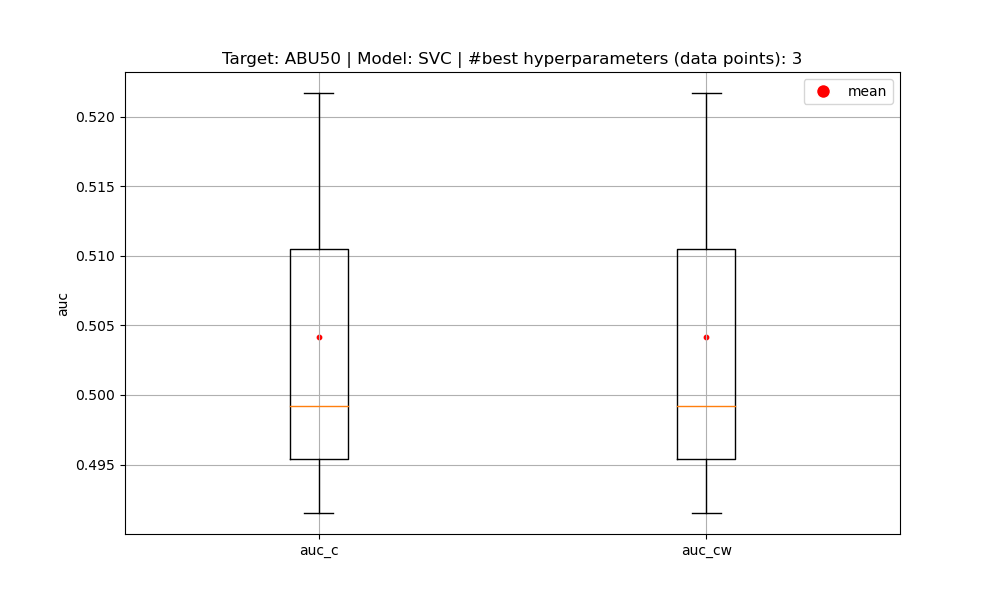 Target: ABU50 | Model: SVC | #best hyperparameters (data points): 3
mean
0.520
0.515
0.510
0.505
0.500
0.495
auc
auc_c
auc_cw